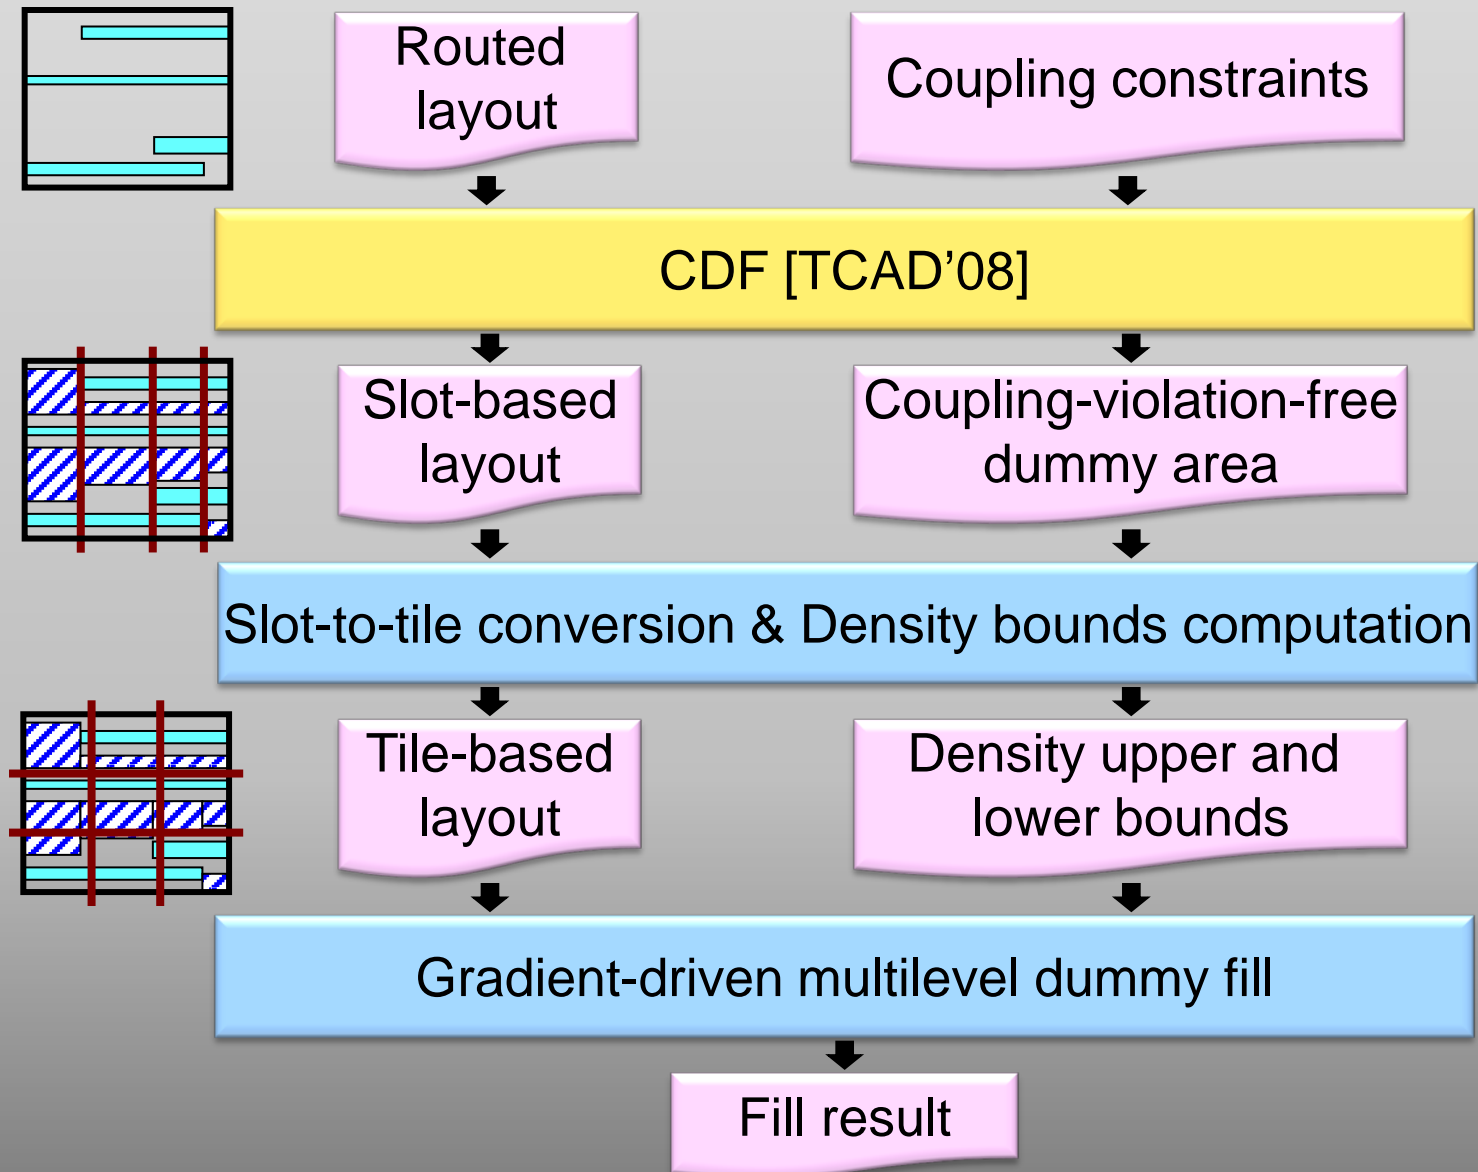 Routed
layout
Coupling constraints
CDF [TCAD’08]
Slot-based
layout
Coupling-violation-free
dummy area
Slot-to-tile conversion & Density bounds computation
Tile-based
layout
Density upper and
lower bounds
Gradient-driven multilevel dummy fill
Fill result